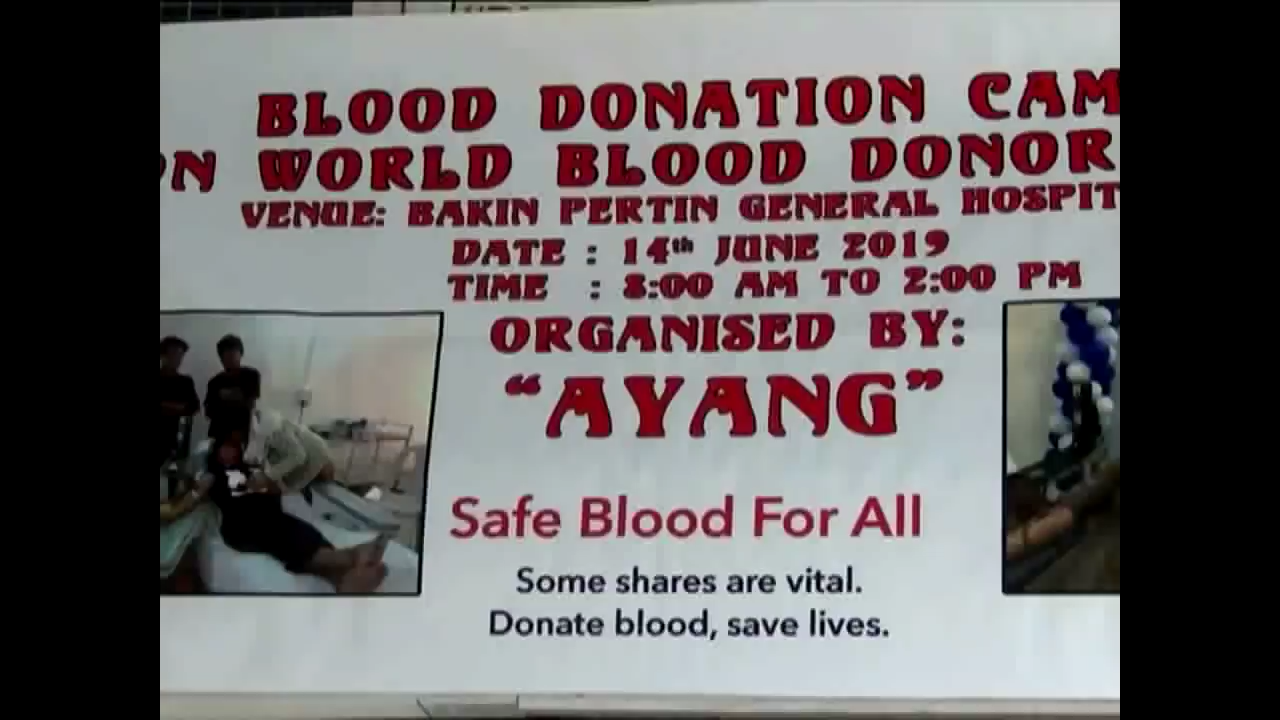 BLOOD DONATION CAM
ON WORLD BLOOD DONOR
VENUE: BAKIN PERTIN GENERAL HOSPIT
DATE : 14th JUNE 2019
TIME : 8:00 AM TO 2:00 PM
ORGANISED BY:
“AYANG”
Safe Blood For All
Some shares are vital.
Donate blood, save lives.